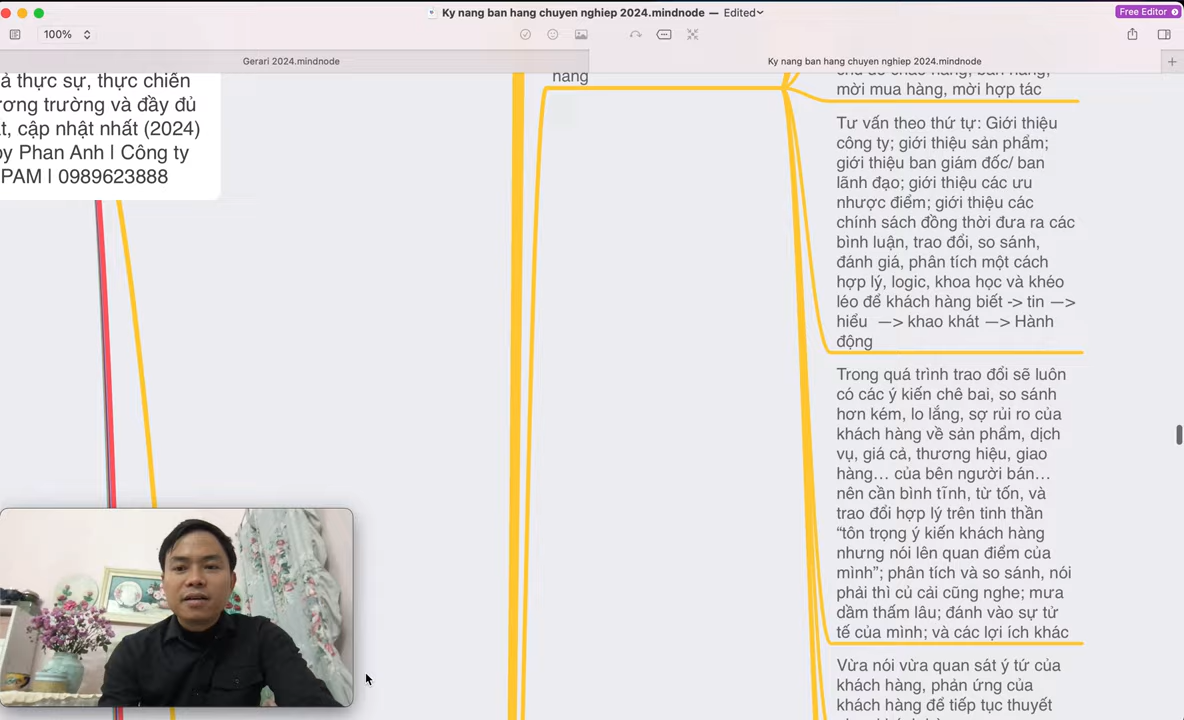 Ky nang ban hang chuyen nghiep 2024.mindnode — Edited
Free Editor
100%
Gerari 2024.mindnode
Ky nang ban hang chuyen nghiep 2024.mindnode
ả thực sự, thực chiến
ương trường và đầy đủ
t, cập nhật nhất (2024)
by Phan Anh | Công ty
PAM | 0989623888
hàng
chủ đề chào hàng, bán hàng,
mời mua hàng, mời hợp tác
Tư vấn theo thứ tự: Giới thiệu
công ty; giới thiệu sản phẩm;
giới thiệu ban giám đốc/ ban
lãnh đạo; giới thiệu các ưu
nhược điểm; giới thiệu các
chính sách đồng thời đưa ra các
bình luận, trao đổi, so sánh,
đánh giá, phân tích một cách
hợp lý, logic, khoa học và khéo
léo để khách hàng biết -> tin —>
hiểu —> khao khát —> Hành
động
Trong quá trình trao đổi sẽ luôn
có các ý kiến chê bai, so sánh
hơn kém, lo lắng, sợ rủi ro của
khách hàng về sản phẩm, dịch
vụ, giá cả, thương hiệu, giao
hàng... của bên người bán...
nên cần bình tĩnh, từ tốn, và
trao đổi hợp lý trên tinh thần
“tôn trọng ý kiến khách hàng
nhưng nói lên quan điểm của
mình”; phân tích và so sánh, nói
phải thì củ cải cũng nghe; mưa
dầm thấm lâu; đánh vào sự tử
tế của mình; và các lợi ích khác
Vừa nói vừa quan sát ý tứ của
khách hàng, phản ứng của
khách hàng để tiếp tục thuyết